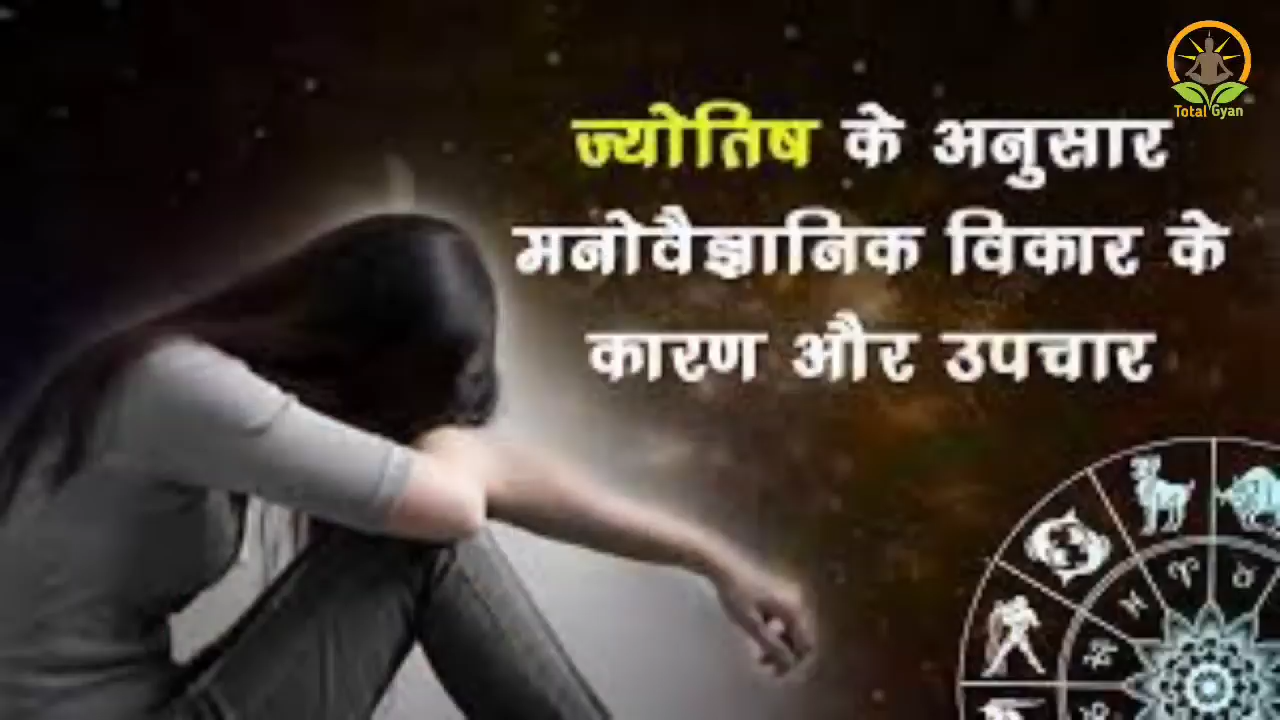 Total Gyan
ज्योतिष के अनुसार
मनोवैज्ञानिक विकार के
कारण और उपचार